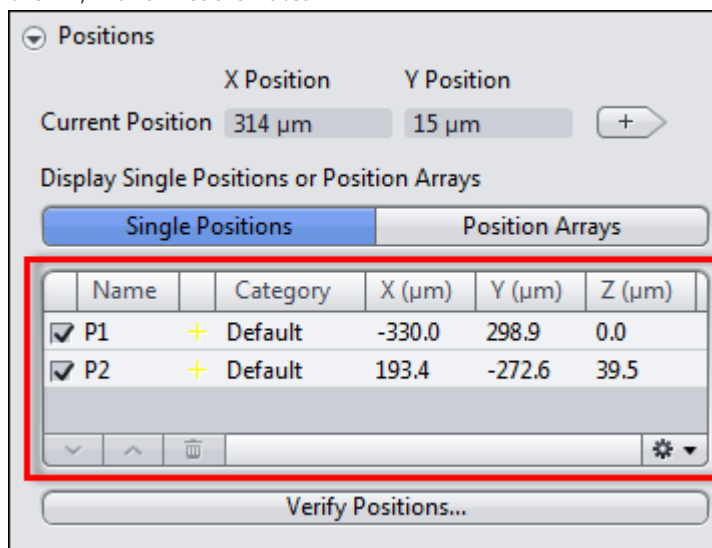 Positions
X Position Y Position
Current Position 314 µm 15 µm +
Display Single Positions or Position Arrays
Single Positions Position Arrays
Name Category X (µm) Y (µm) Z (µm)
P1 Default -330.0 298.9 0.0
P2 Default 193.4 -272.6 39.5
Verify Positions...